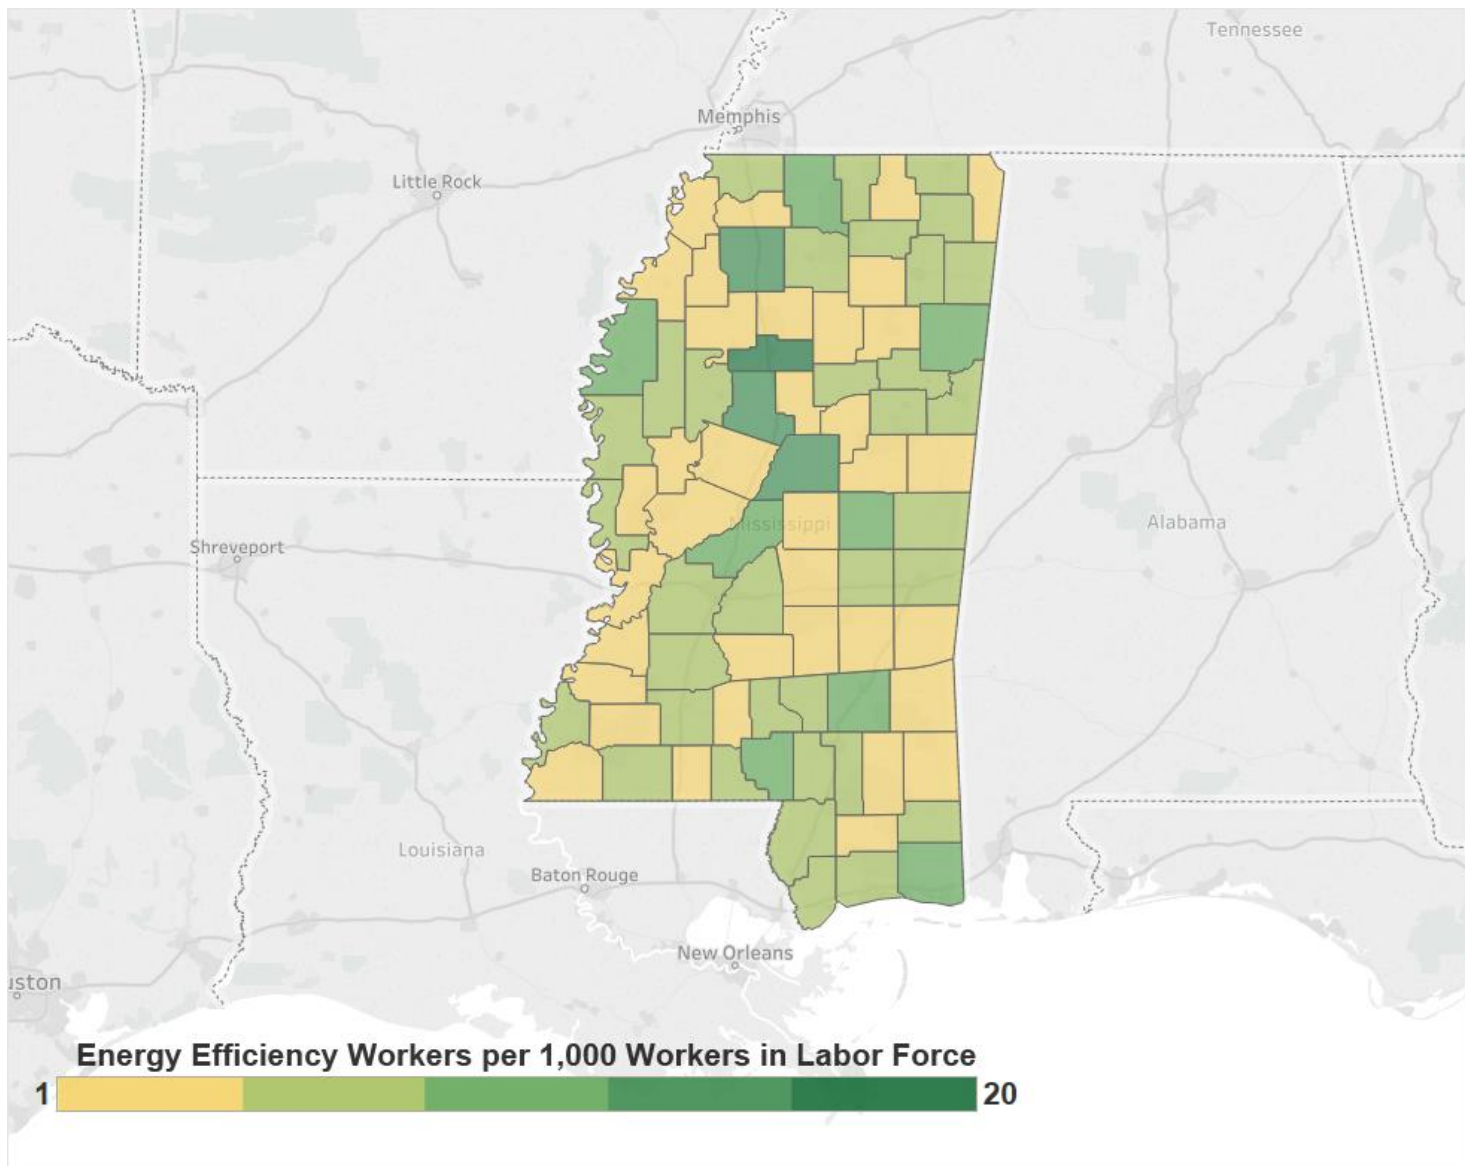 Tennessee
Memphis
Little Rock
Mississippi
Alabama
Shreveport
Louisiana
Baton Rouge
New Orleans
uston
Energy Efficiency Workers per 1,000 Workers in Labor Force
1 20